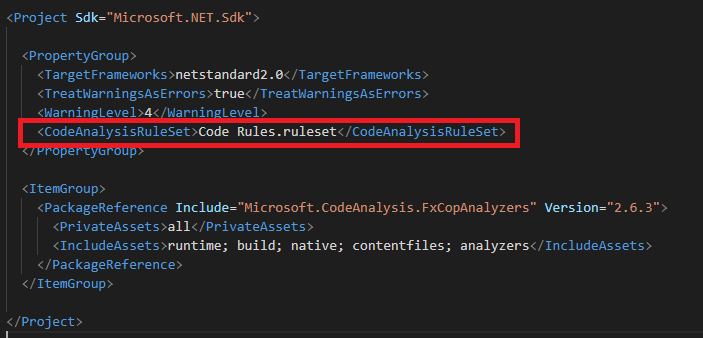 <Project Sdk="Microsoft.NET.Sdk">
<PropertyGroup>
<TargetFrameworks>netstandard2.0</TargetFrameworks>
<TreatWarningsAsErrors>true</TreatWarningsAsErrors>
<WarningLevel>4</WarningLevel>
<CodeAnalysisRuleSet>Code Rules.ruleset</CodeAnalysisRuleSet>
</PropertyGroup>
<ItemGroup>
<PackageReference Include="Microsoft.CodeAnalysis.FxCopAnalyzers" Version="2.6.3">
<PrivateAssets>all</PrivateAssets>
<IncludeAssets>runtime; build; native; contentfiles; analyzers</IncludeAssets>
</PackageReference>
</ItemGroup>
</Project>